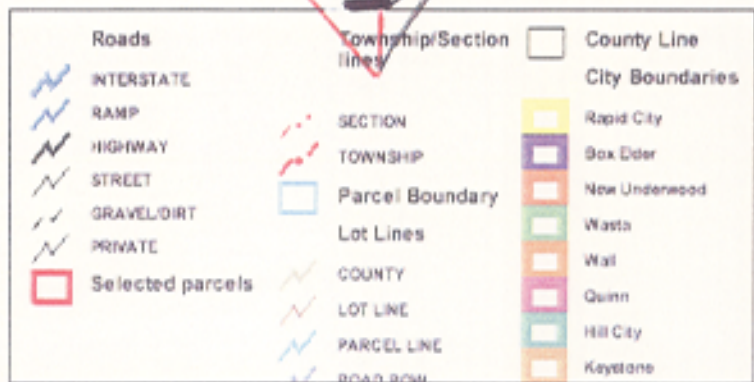 Roads
INTERSTATE
RAMP
HIGHWAY
STREET
GRAVEL/DIRT
PRIVATE
Selected parcels
Township/Section
lines
SECTION
TOWNSHIP
Parcel Boundary
Lot Lines
COUNTY
LOT LINE
PARCEL LINE
ROAD ROW
County Line
City Boundaries
Rapid City
Box Elder
New Underwood
Wasta
Wall
Quinn
Hill City
Keystone